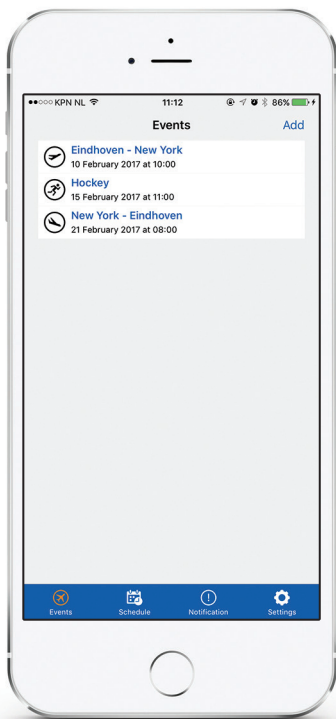 KPN NL 11:12 86%
Events Add
Eindhoven - New York
10 February 2017 at 10:00
Hockey
15 February 2017 at 11:00
New York - Eindhoven
21 February 2017 at 08:00
Events Schedule Notification Settings